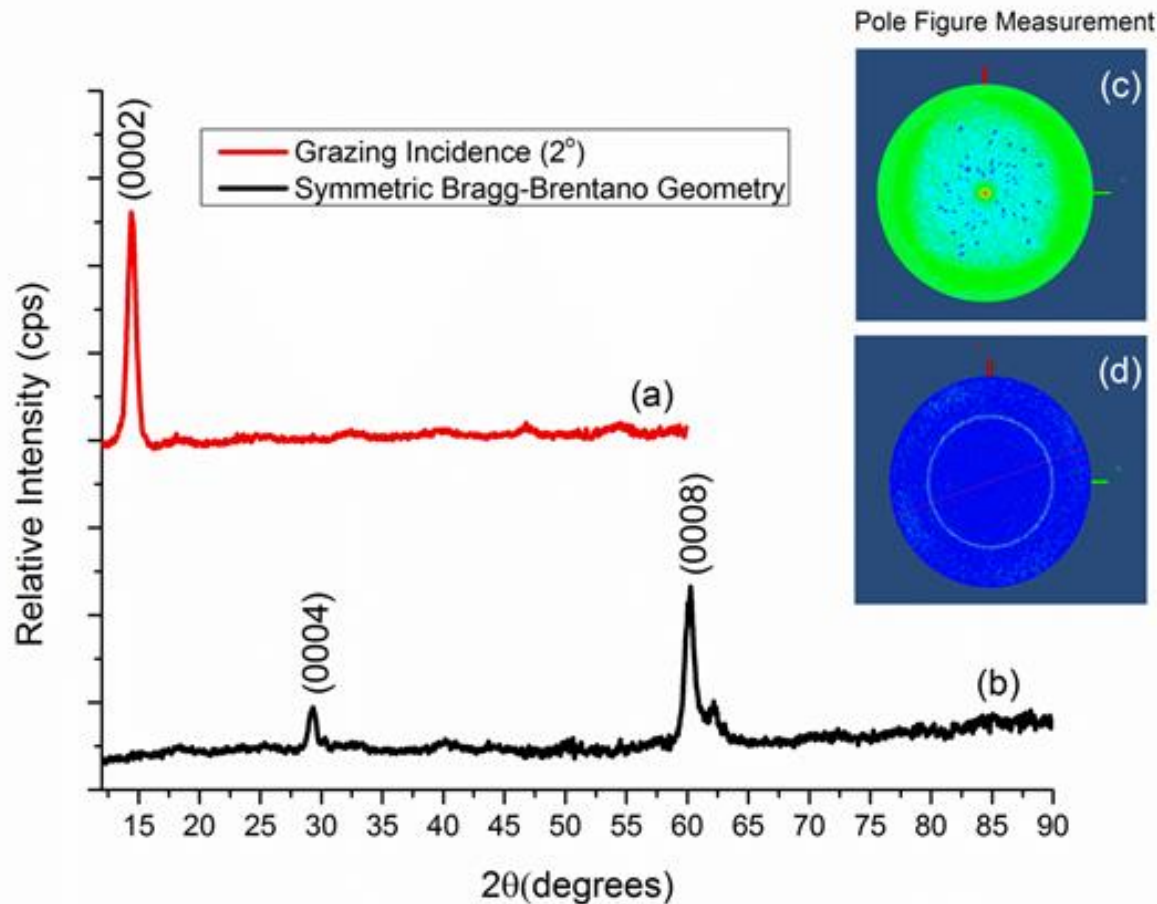 Pole Figure Measurement
(c)
(0002)
Grazing Incidence (2°)
Symmetric Bragg-Brentano Geometry
(d)
(a)
(0008)
(0004)
(b)
Relative Intensity (cps)
15 20 25 30 35 40 45 50 55 60 65 70 75 80 85 90
2θ(degrees)